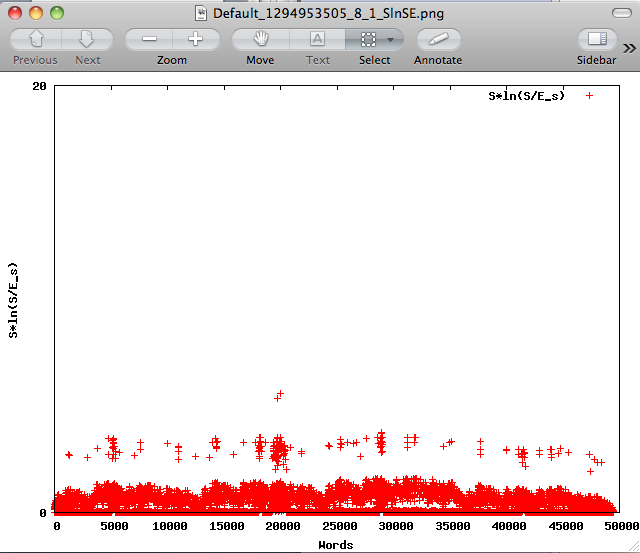 Default_1294953505_8_1_SlnSE.png
Previous Next Zoom Move Text Select Annotate Sidebar
20
S*ln(S/E_s)
S*ln(S/E_s)
0
0 5000 10000 15000 20000 25000 30000 35000 40000 45000 50000
Words